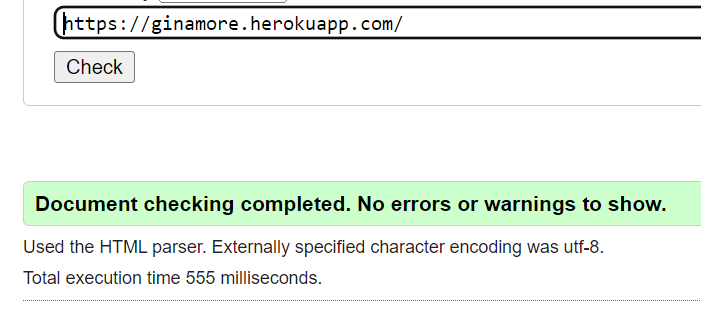 https://ginamore.herokuapp.com/
Check
Document checking completed. No errors or warnings to show.
Used the HTML parser. Externally specified character encoding was utf-8.
Total execution time 555 milliseconds.